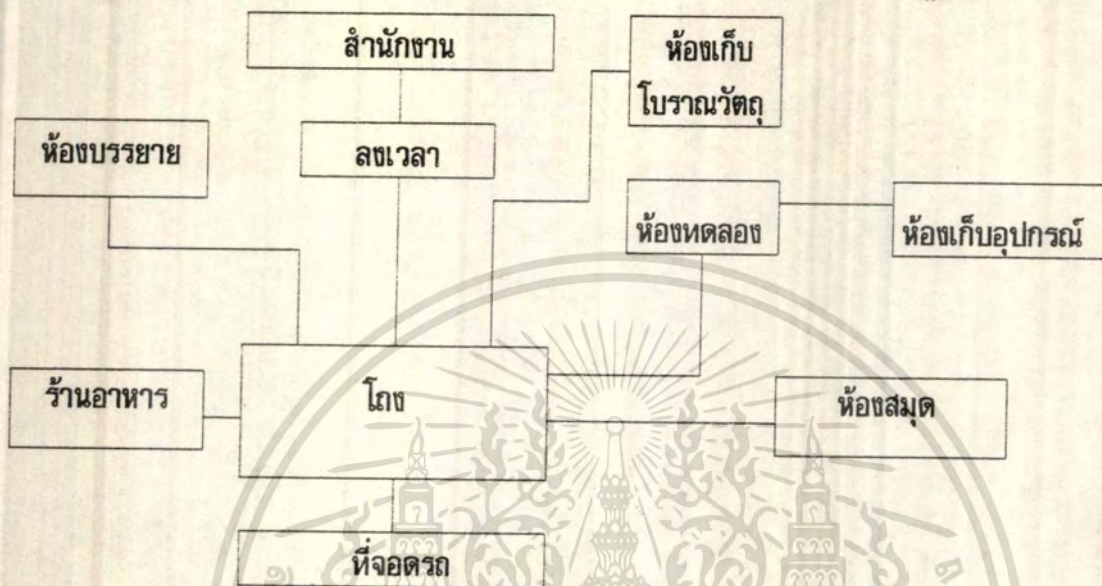 สำนักงาน
ห้องเก็บ
โบราณวัตถุ
ห้องบรรยาย
ลงเวลา
ห้องทดลอง
ห้องเก็บอุปกรณ์
ร้านอาหาร
โถง
ห้องสมุด
ที่จอดรถ